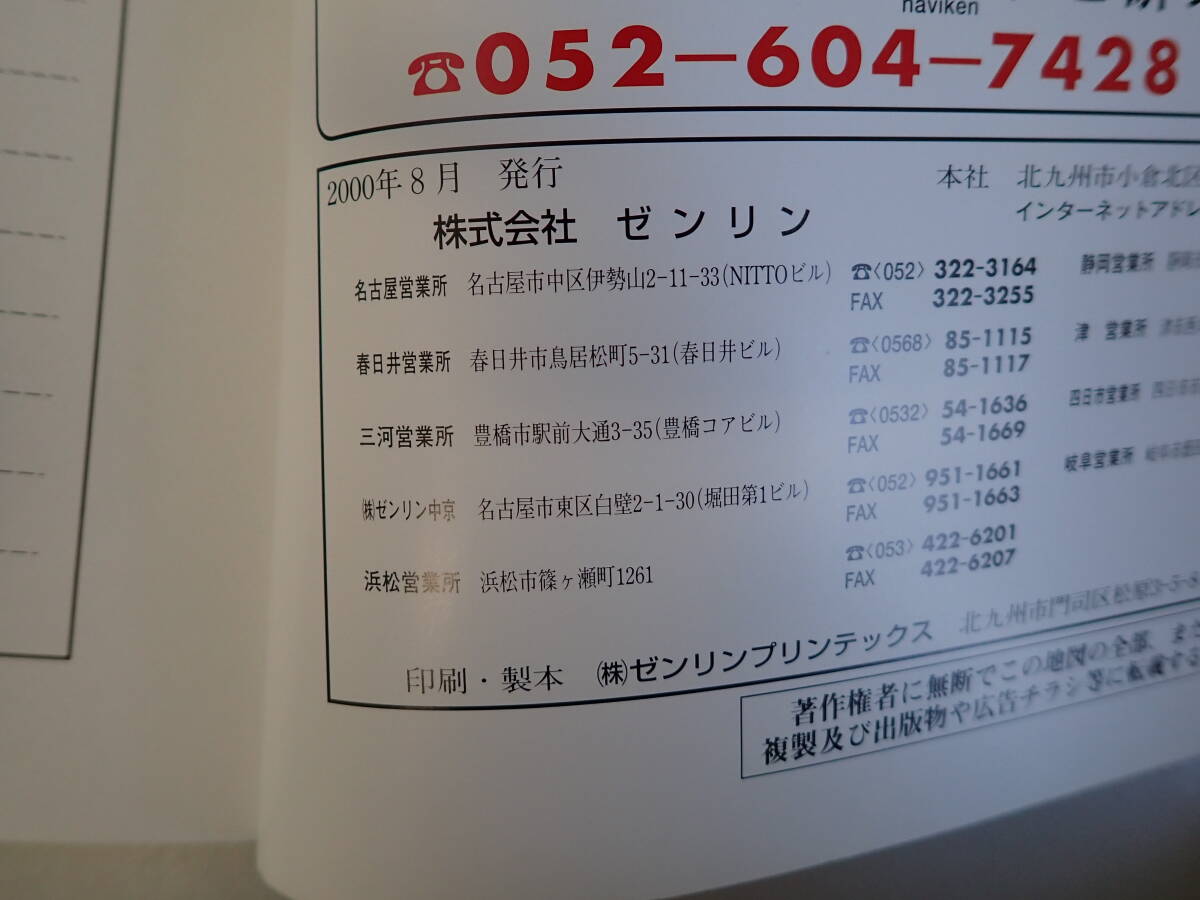 naviken
☎052-604-7428
2000年8月 発行
株式会社 ゼンリン
本社 北九州市小倉北区
インターネットアドレ
名古屋営業所 名古屋市中区伊勢山2-11-33(NITTOビル) ☎〈052〉322-3164
FAX 322-3255
春日井営業所 春日井市鳥居松町5-31(春日井ビル) ☎〈0568〉85-1115
FAX 85-1117
三河営業所 豊橋市駅前大通3-35(豊橋コアビル) ☎〈0532〉54-1636
FAX 54-1669
㈱ゼンリン中京 名古屋市東区白壁2-1-30(堀田第1ビル) ☎〈052〉951-1661
FAX 951-1663
浜松営業所 浜松市篠ヶ瀬町1261 ☎〈053〉422-6201
FAX 422-6207
静岡営業所
津 営業所
四日市営業所
岐阜営業所
印刷・製本 ㈱ゼンリンプリンテックス 北九州市門司区松原3-5-8
著作権者に無断でこの地図の全部、また
複製及び出版物や広告チラシ等に転載する